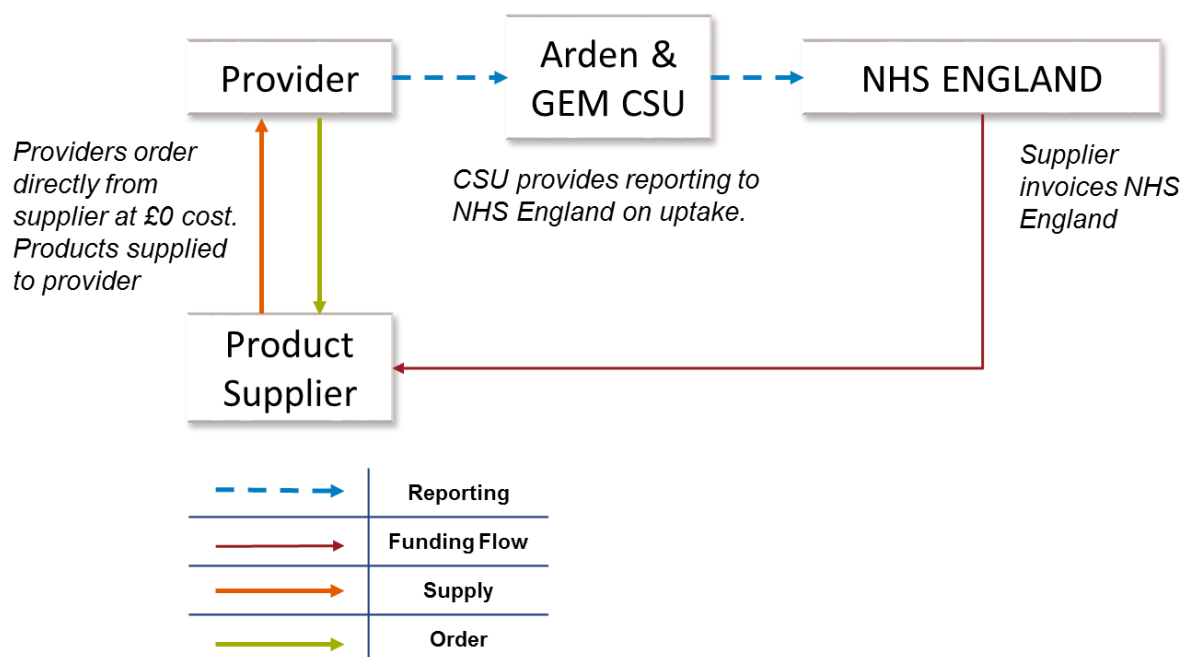 Provider
Arden &
GEM CSU
NHS ENGLAND
Providers order
directly from
supplier at £0 cost.
Products supplied
to provider
CSU provides reporting to
NHS England on uptake.
Supplier
invoices NHS
England
Product
Supplier
Reporting
Funding Flow
Supply
Order